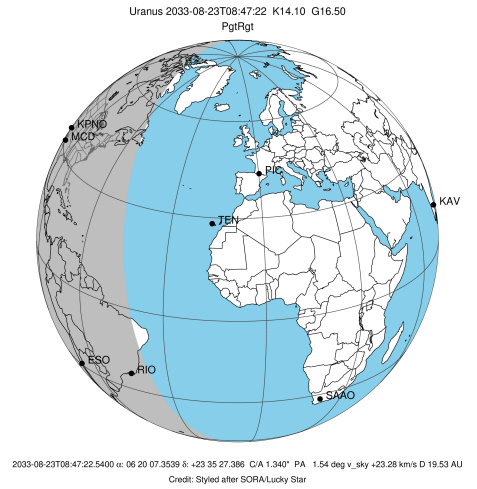 Uranus 2033-08-23T08:47:22 K14.10 G16.50
PgtRgt
KPNO
MCD
PIC
KAV
TEN
ESO
RIO
SAAO
2033-08-23T08:47:22.5400 α: 06 20 07.3539 δ: +23 35 27.386 C/A 1.340" PA 1.54 deg v_sky +23.28 km/s D 19.53 AU
Credit: Styled after SORA/Lucky Star